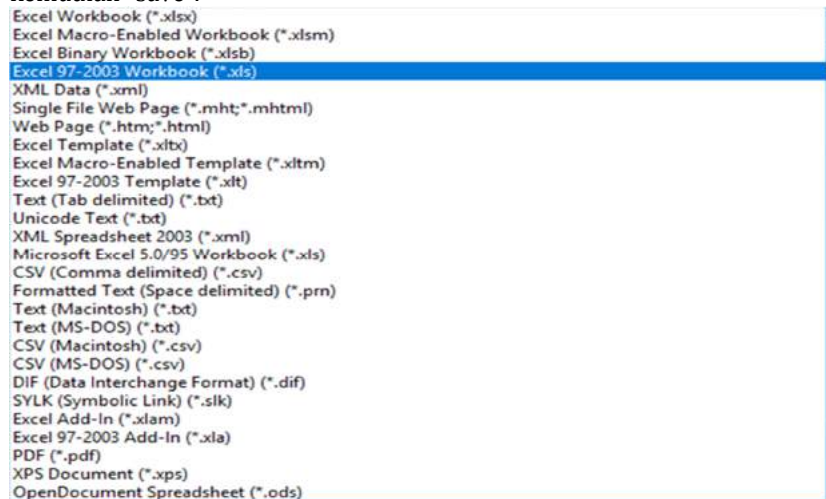 Excel Workbook (*.xlsx)
Excel Macro-Enabled Workbook (*.xlsm)
Excel Binary Workbook (*.xlsb)
Excel 97-2003 Workbook (*.xls)
XML Data (*.xml)
Single File Web Page (*.mht;*.mhtml)
Web Page (*.htm;*.html)
Excel Template (*.xltx)
Excel Macro-Enabled Template (*.xltm)
Excel 97-2003 Template (*.xlt)
Text (Tab delimited) (*.txt)
Unicode Text (*.txt)
XML Spreadsheet 2003 (*.xml)
Microsoft Excel 5.0/95 Workbook (*.xls)
CSV (Comma delimited) (*.csv)
Formatted Text (Space delimited) (*.prn)
Text (Macintosh) (*.txt)
Text (MS-DOS) (*.txt)
CSV (Macintosh) (*.csv)
CSV (MS-DOS) (*.csv)
DIF (Data Interchange Format) (*.dif)
SYLK (Symbolic Link) (*.slk)
Excel Add-In (*.xlam)
Excel 97-2003 Add-In (*.xla)
PDF (*.pdf)
XPS Document (*.xps)
OpenDocument Spreadsheet (*.ods)